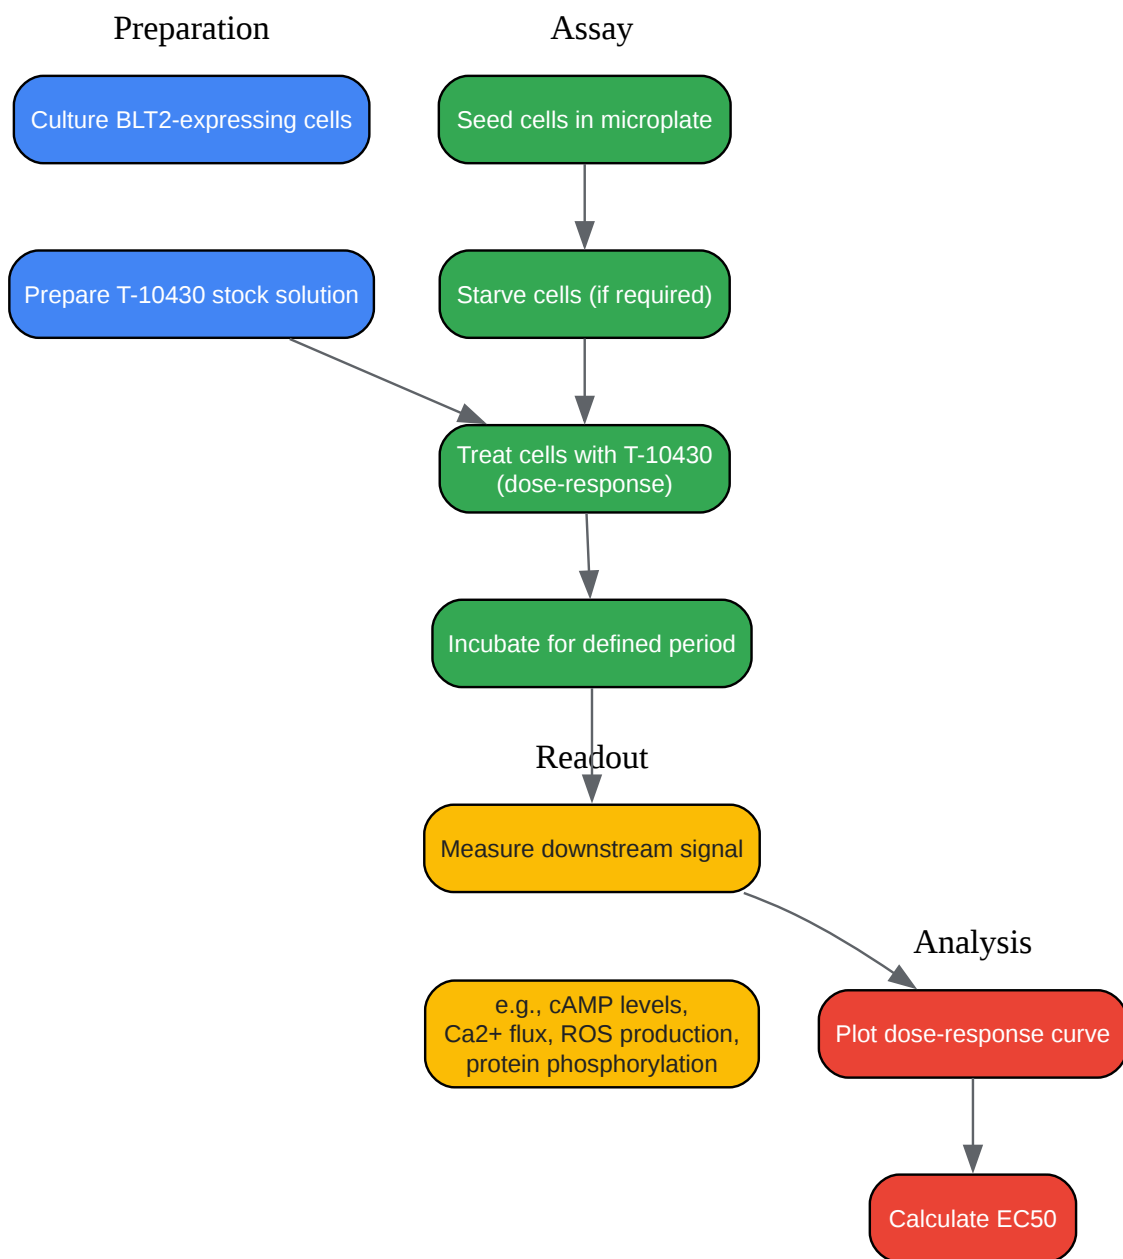 Preparation
Assay
Culture BLT2-expressing cells
Seed cells in microplate
Prepare T-10430 stock solution
Starve cells (if required)
Treat cells with T-10430
(dose-response)
Incubate for defined period
Readout
Measure downstream signal
Analysis
e.g., cAMP levels,
Ca2+ flux, ROS production,
protein phosphorylation
Plot dose-response curve
Calculate EC50